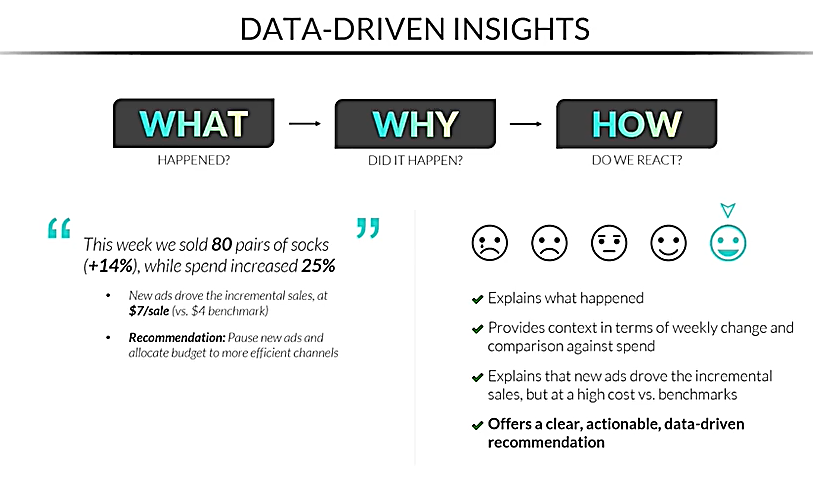 DATA-DRIVEN INSIGHTS
WHAT
HAPPENED?
WHY
DID IT HAPPEN?
HOW
DO WE REACT?
“
This week we sold 80 pairs of socks
(+14%), while spend increased 25%
”
• New ads drove the incremental sales, at
$7/sale (vs. $4 benchmark)
• Recommendation: Pause new ads and
allocate budget to more efficient channels
✔ Explains what happened
✔ Provides context in terms of weekly change and
comparison against spend
✔ Explains that new ads drove the incremental
sales, but at a high cost vs. benchmarks
✔ Offers a clear, actionable, data-driven
recommendation